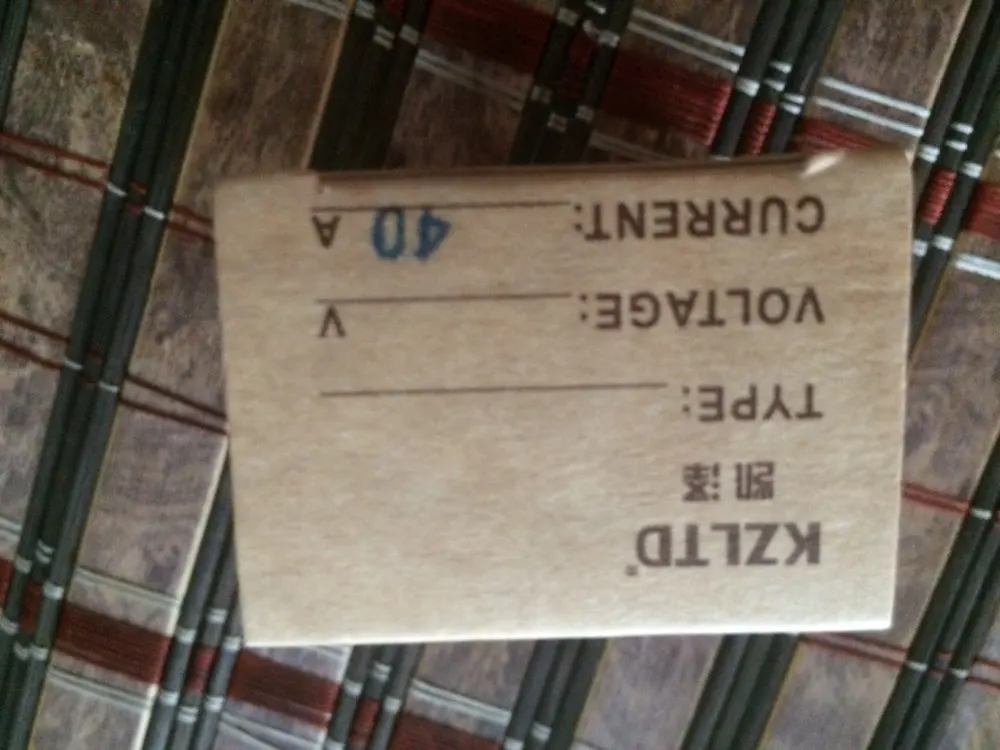 KZLTD®
凯泽
TYPE:
VOLTAGE: V
CURRENT: 40 A